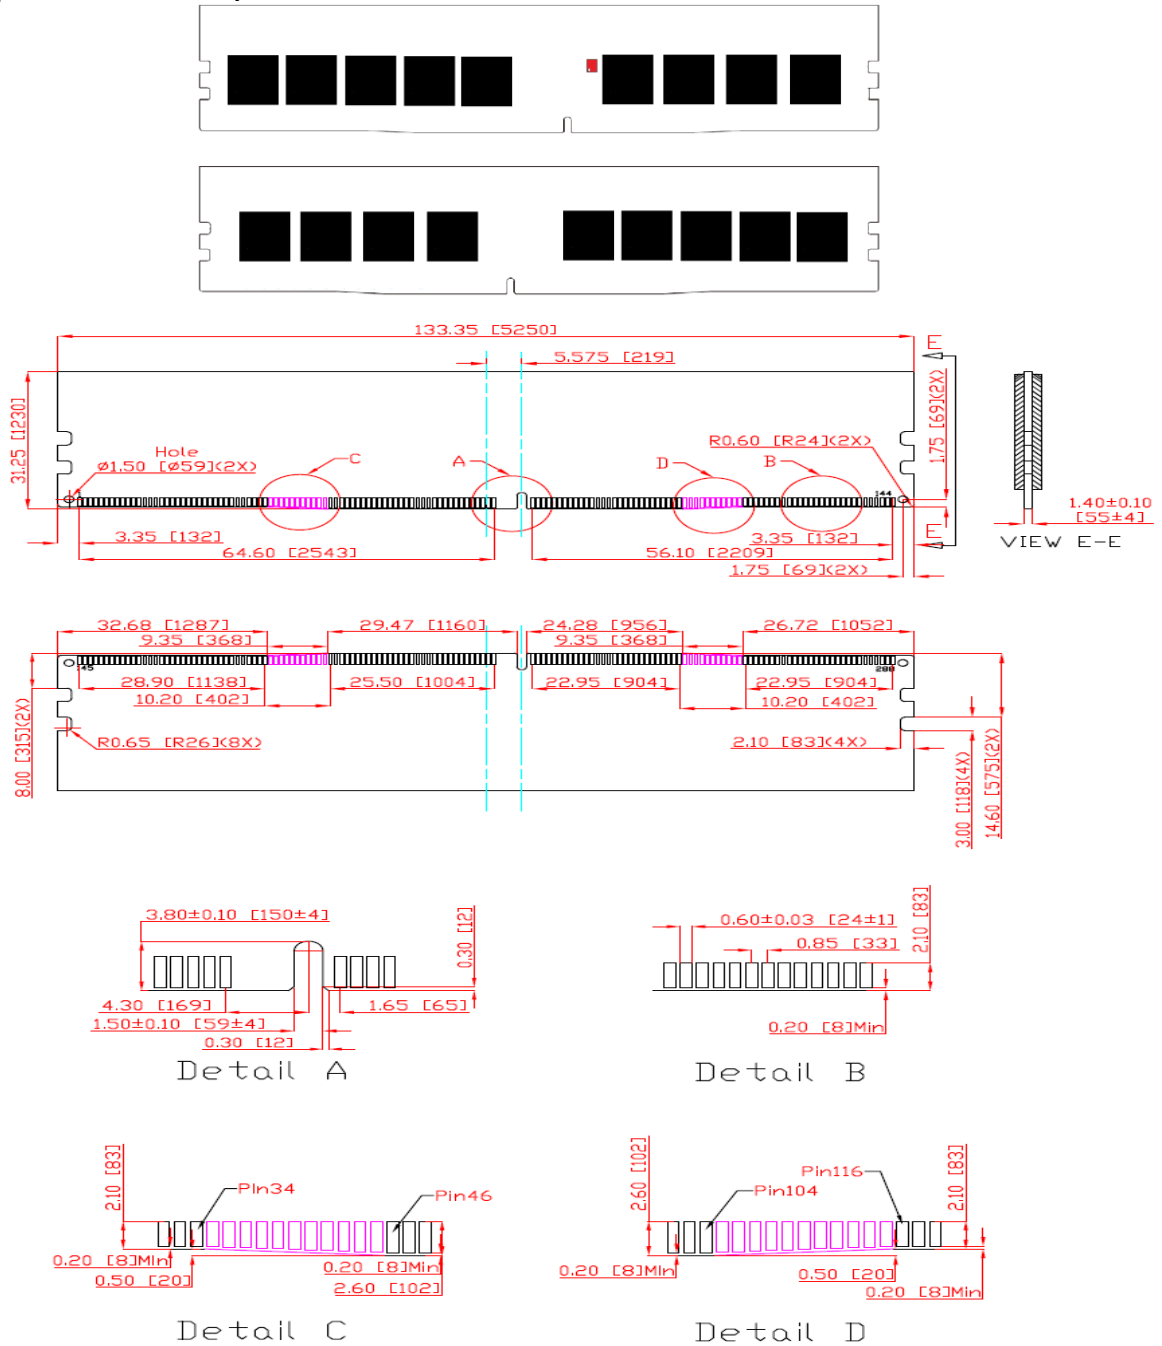 133.35 [5250]
5.575 [219]
E
31.25 [1230]
Hole
Ø1.50 [Ø59](2X)
C
A
D
B
R0.60 [R24](2X)
1.75 [69](2X)
144
3.35 [132]
64.60 [2543]
56.10 [2209]
3.35 [132]
E
1.75 [69](2X)
1.40±0.10
[55±4]
VIEW E-E
32.68 [1287]
29.47 [1160]
24.28 [956]
26.72 [1052]
9.35 [368]
9.35 [368]
145
288
28.90 [1138]
25.50 [1004]
22.95 [904]
22.95 [904]
10.20 [402]
10.20 [402]
8.00 [315](2X)
R0.65 [R26](8X)
2.10 [83](4X)
3.00 [118](4X)
14.60 [575](2X)
3.80±0.10 [150±4]
0.30 [12]
4.30 [169]
1.65 [65]
1.50±0.10 [59±4]
0.30 [12]
Detail A
0.60±0.03 [24±1]
2.10 [83]
0.85 [33]
0.20 [8]Min
Detail B
2.10 [83]
Pin34
Pin46
0.20 [8]Min
0.50 [20]
0.20 [8]Min
2.60 [102]
Detail C
2.60 [102]
Pin116
Pin104
2.10 [83]
0.20 [8]Min
0.50 [20]
0.20 [8]Min
Detail D